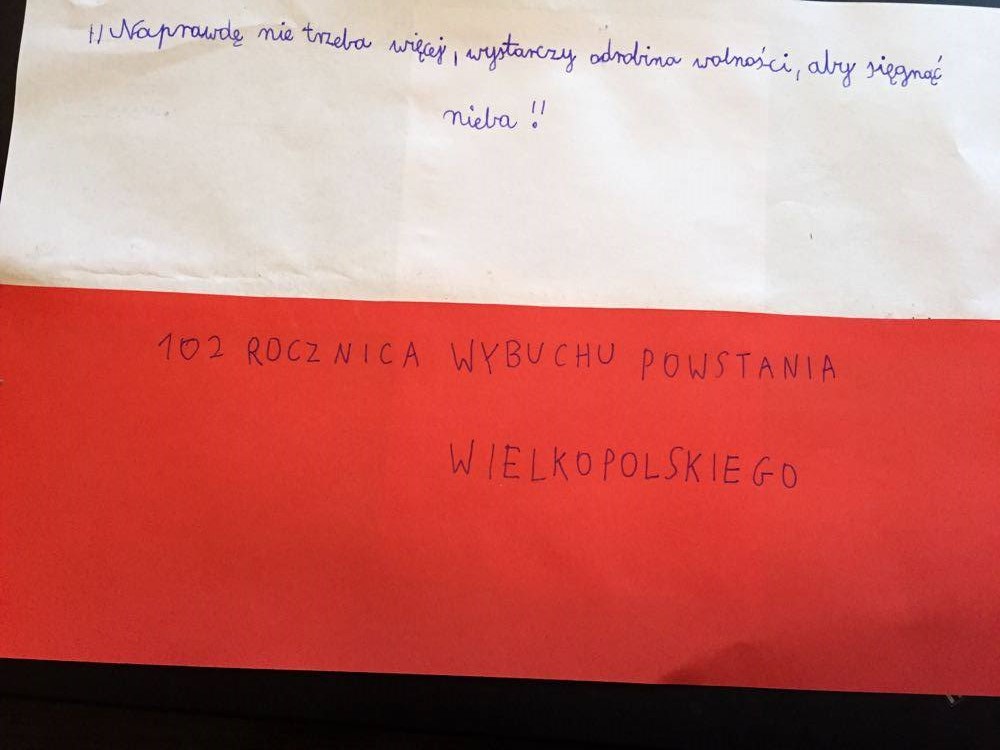 ,,Naprawdę nie trzeba więcej, wystarczy odrobina wolności, aby sięgnąć
nieba!"
102 ROCZNICA WYBUCHU POWSTANIA
WIELKOPOLSKIEGO